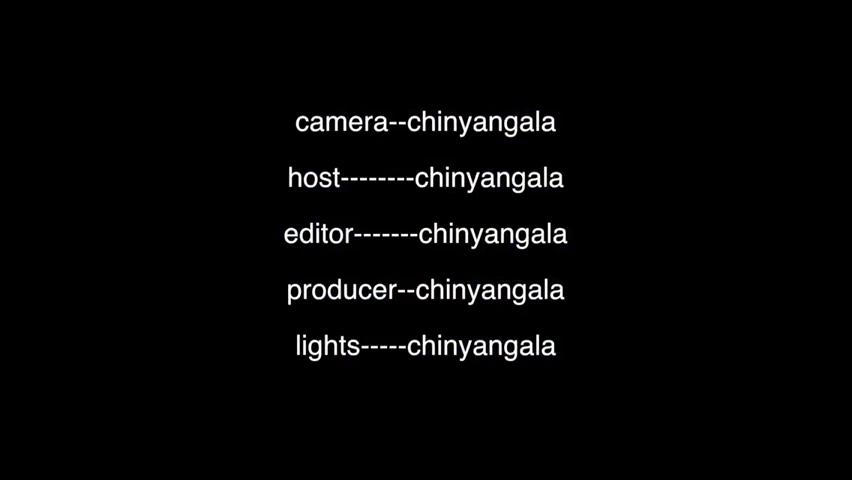 camera--chinyangala
host--------chinyangala
editor-------chinyangala
producer--chinyangala
lights-----chinyangala